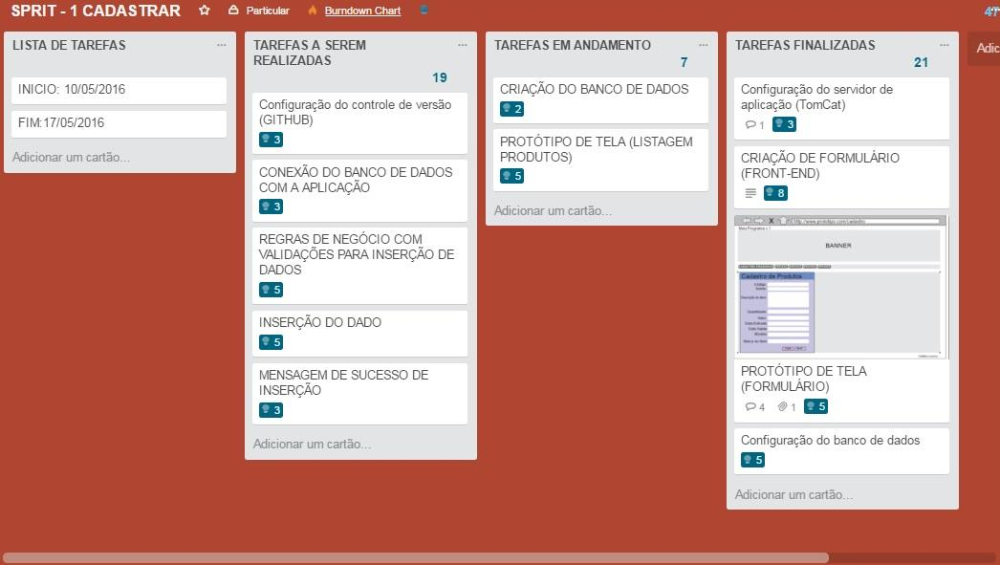 SPRIT - 1 CADASTRAR Particular Burndown Chart 47
LISTA DE TAREFAS ...
INICIO: 10/05/2016
FIM:17/05/2016
Adicionar um cartão...
TAREFAS A SEREM ...
REALIZADAS
19
Configuração do controle de versão
(GITHUB)
3
CONEXÃO DO BANCO DE DADOS
COM A APLICAÇÃO
3
REGRAS DE NEGÓCIO COM
VALIDAÇÕES PARA INSERÇÃO DE
DADOS
5
INSERÇÃO DO DADO
5
MENSAGEM DE SUCESSO DE
INSERÇÃO
3
Adicionar um cartão...
TAREFAS EM ANDAMENTO ...
7
CRIAÇÃO DO BANCO DE DADOS
2
PROTÓTIPO DE TELA (LISTAGEM
PRODUTOS)
5
Adicionar um cartão...
TAREFAS FINALIZADAS ...
21
Configuração do servidor de
aplicação (TomCat)
1 3
CRIAÇÃO DE FORMULÁRIO
(FRONT-END)
8
BANNER
Cadastro de Produtos
PROTÓTIPO DE TELA
(FORMULÁRIO)
4 1 5
Configuração do banco de dados
5
Adicionar um cartão...
Adic